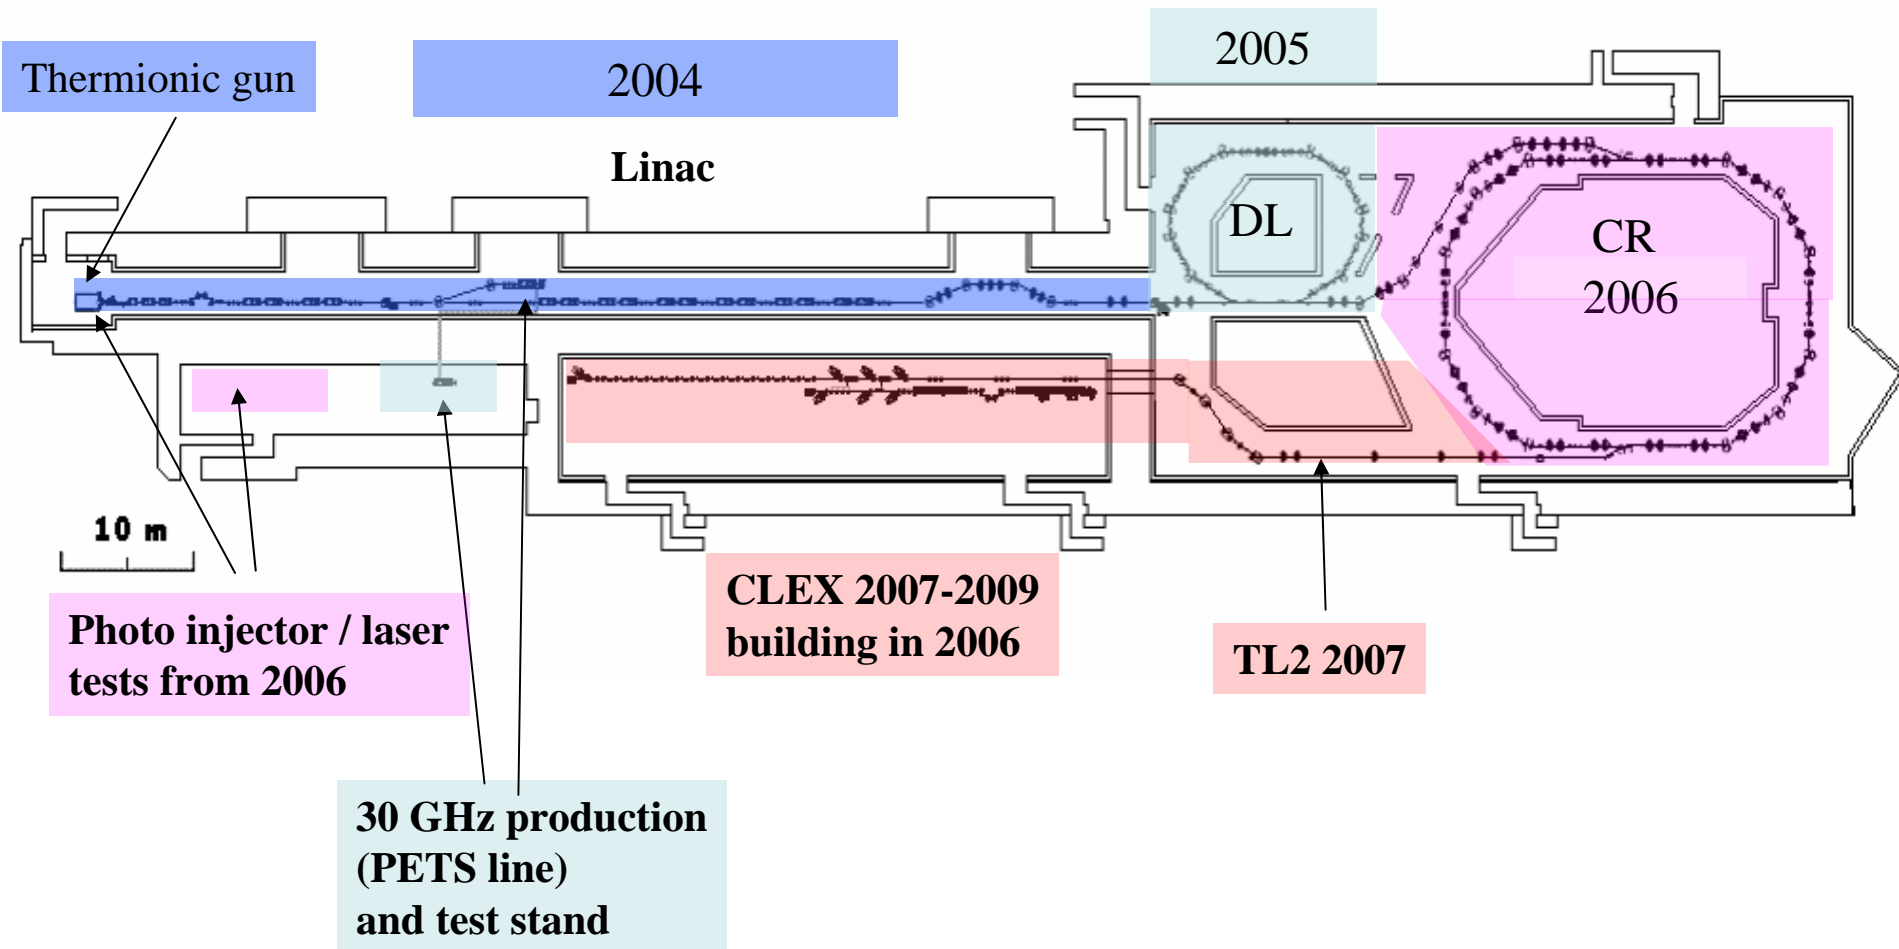 2005
Thermionic gun
2004
Linac
DL
CR
2006
10 m
CLEX 2007-2009
building in 2006
Photo injector / laser
tests from 2006
TL2 2007
30 GHz production
(PETS line)
and test stand